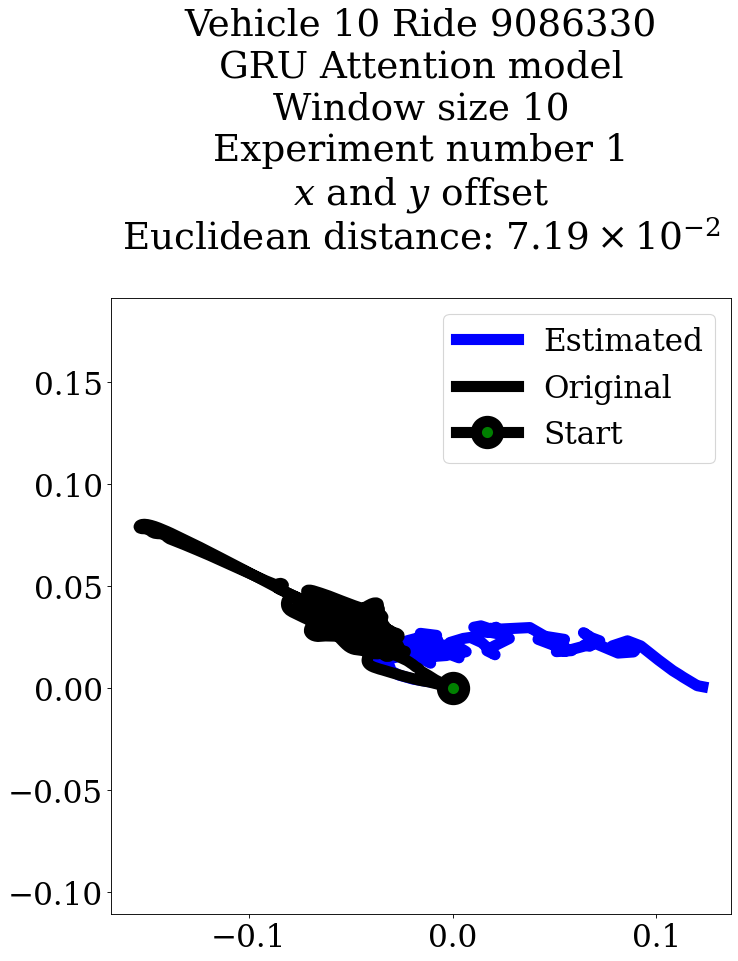 Vehicle 10 Ride 9086330
GRU Attention model
Window size 10
Experiment number 1
x and y offset
Euclidean distance: 7.19 × 10⁻²
Estimated
Original
Start
0.15
0.10
0.05
0.00
−0.05
−0.10
−0.1
0.0
0.1